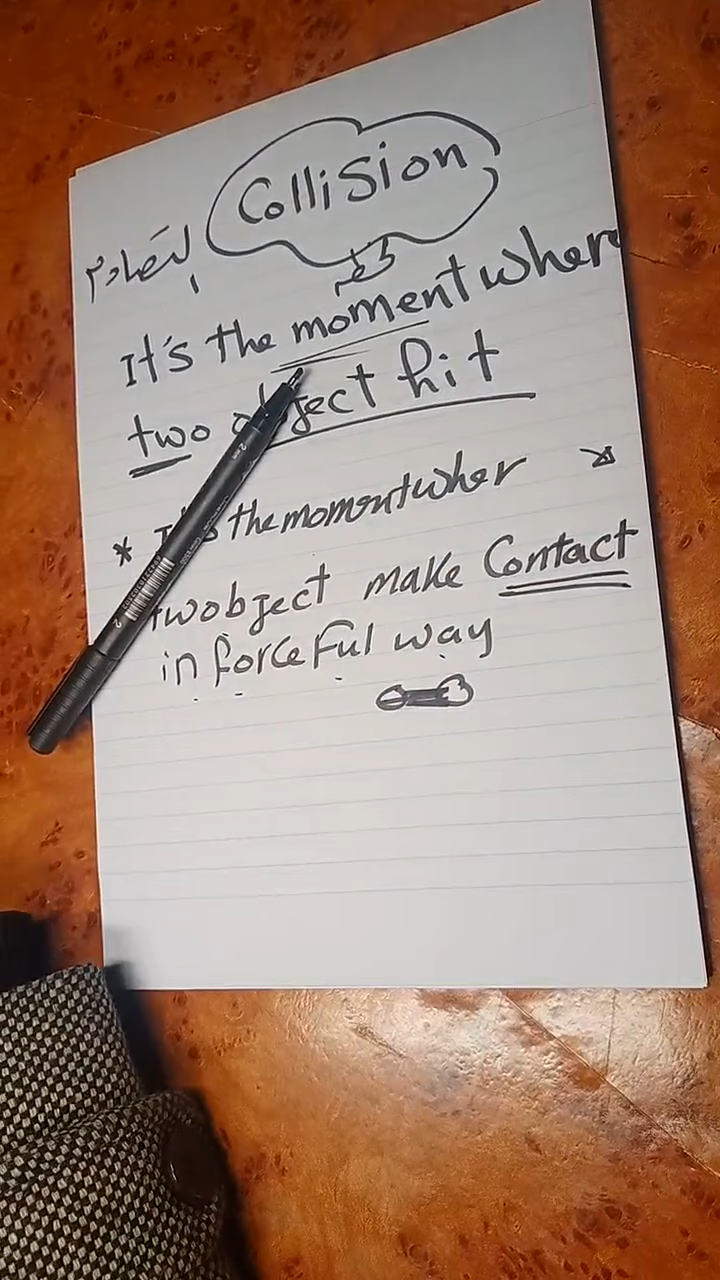 Collision
التصادم
It's the moment where
two object hit
* It's the moment wher
two object make Contact
in forceful way